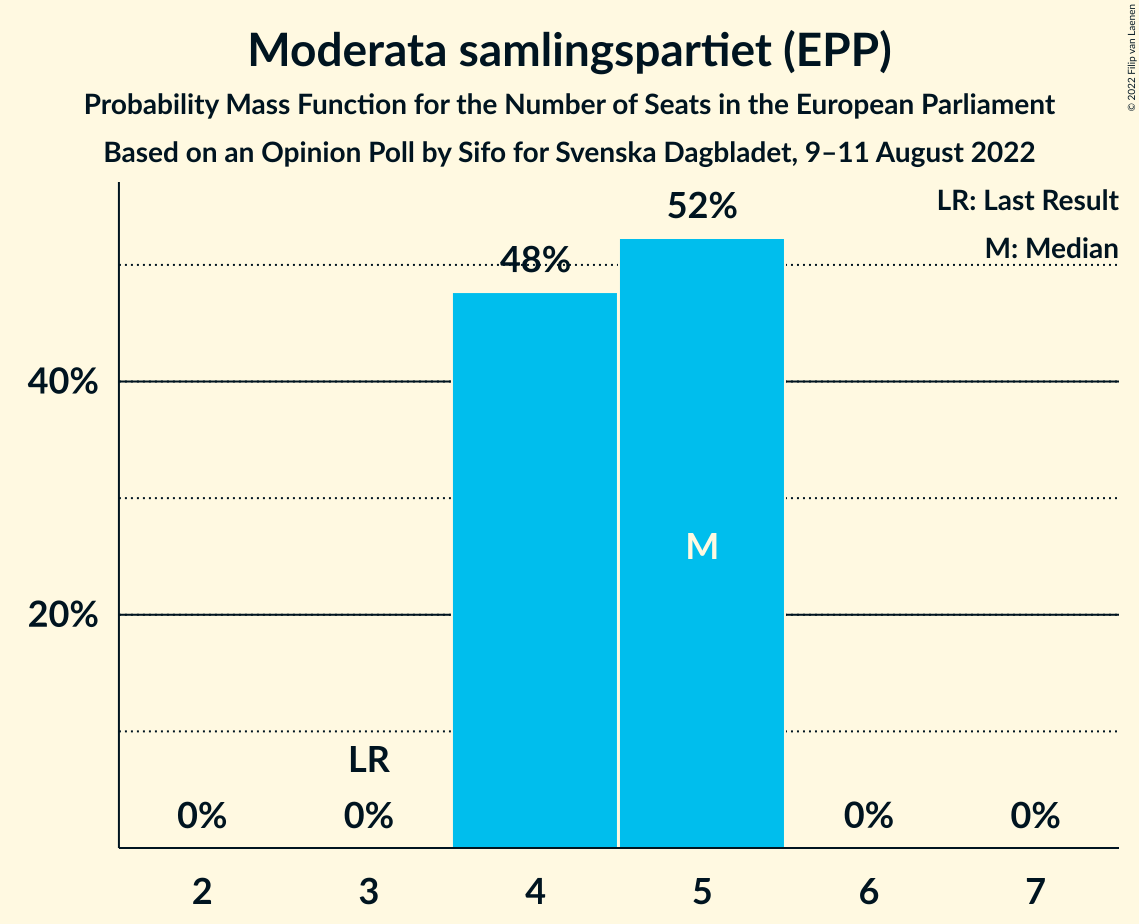 Moderata samlingspartiet (EPP)
Probability Mass Function for the Number of Seats in the European Parliament
Based on an Opinion Poll by Sifo for Svenska Dagbladet, 9–11 August 2022
© 2022 Filip van Laenen
LR: Last Result
M: Median
52%
48%
40%
M
20%
LR
0% 0% 0% 0%
2 3 4 5 6 7